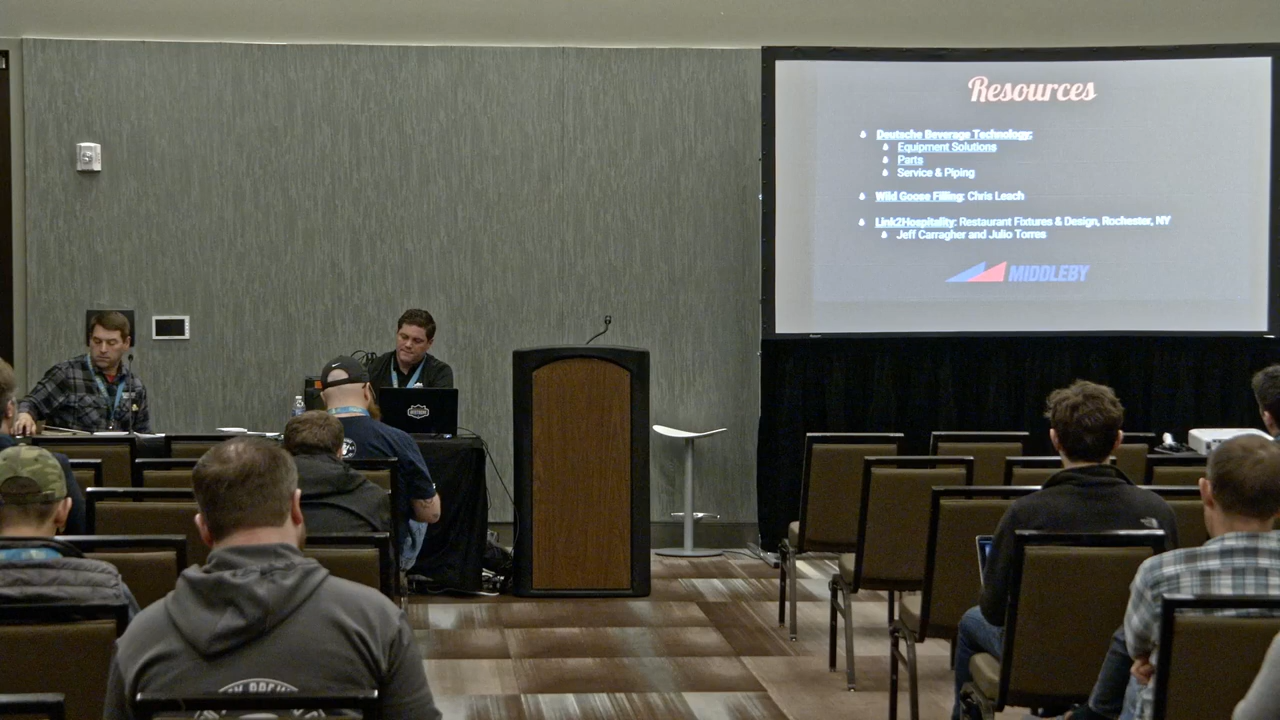 Resources
Deutsche Beverage Technology:
Equipment Solutions
Parts
Service & Piping
Wild Goose Filling: Chris Leach
Link2Hospitality: Restaurant Fixtures & Design, Rochester, NY
Jeff Carragher and Julio Torres
MIDDLEBY